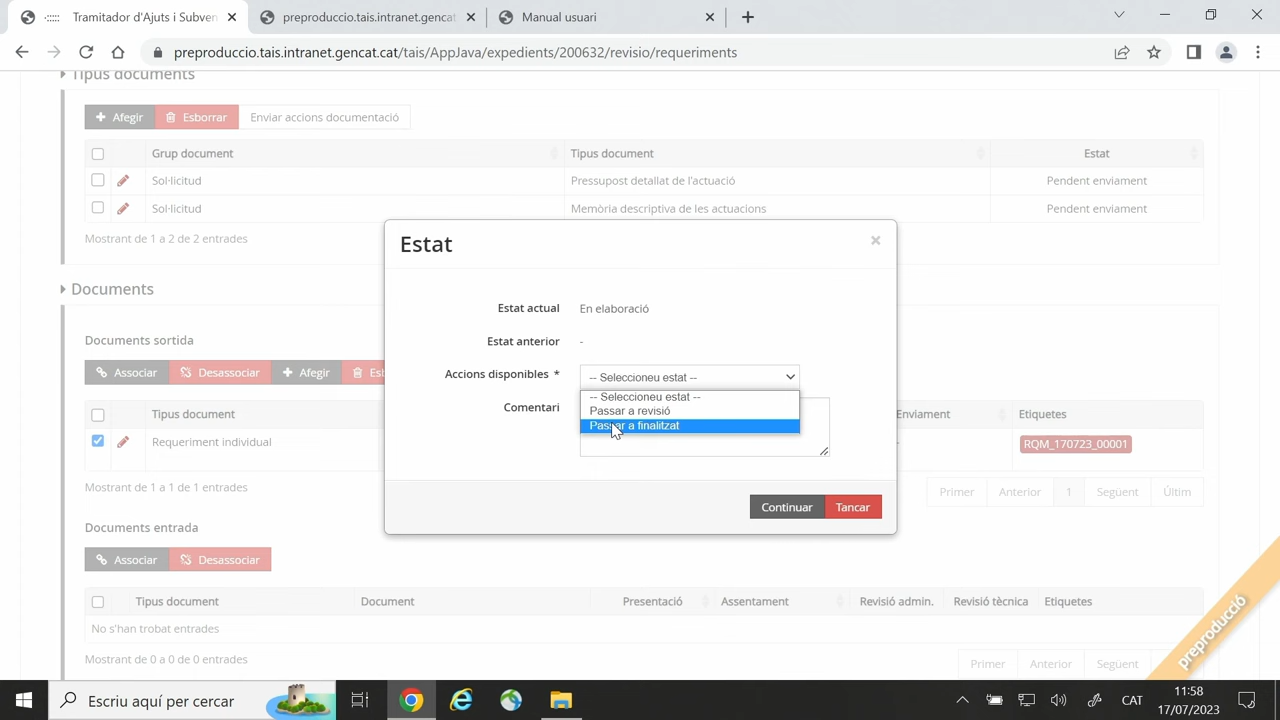 Tramitador d'Ajuts i Subven
preproduccio.tais.intranet.gencat
Manual usuari
preproduccio.tais.intranet.gencat.cat/tais/AppJava/expedients/200632/revisio/requeriments
Tipus documents
Afegir Esborrar Enviar accions documentació
Grup document Tipus document Estat
Sol·licitud Pressupost detallat de l'actuació Pendent enviament
Sol·licitud Memòria descriptiva de les actuacions Pendent enviament
Mostrant de 1 a 2 de 2 entrades
Estat
Estat actual En elaboració
Estat anterior -
Accions disponibles * -- Seleccioneu estat --
-- Seleccioneu estat --
Passar a revisió
Passar a finalitzat
Comentari
Continuar Tancar
Documents
Documents sortida
Associar Desassociar Afegir Est
Tipus document Enviament Etiquetes
Requeriment individual - RQM_170723_00001
Mostrant de 1 a 1 de 1 entrades Primer Anterior 1 Següent Últim
Documents entrada
Associar Desassociar
Tipus document Document Presentació Assentament Revisió admin. Revisió tècnica Etiquetes
No s'han trobat entrades
Mostrant de 0 a 0 de 0 entrades Primer Anterior Següent
preproducció
Escriu aquí per cercar
CAT
11:58
17/07/2023